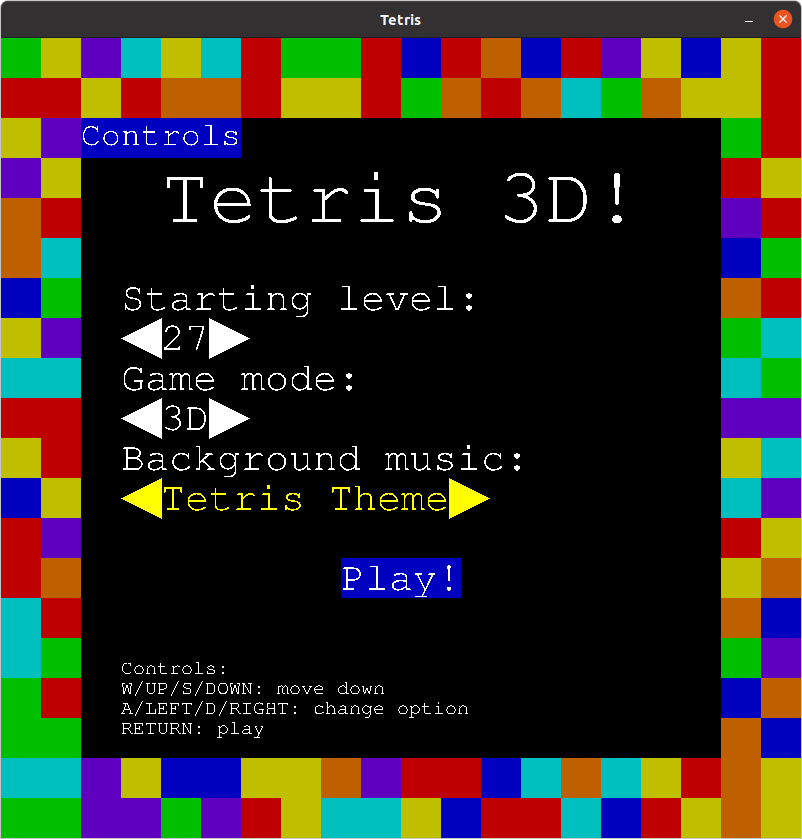 Tetris
Controls
Tetris 3D!
Starting level:
27
Game mode:
3D
Background music:
Tetris Theme
Play!
Controls:
W/UP/S/DOWN: move down
A/LEFT/D/RIGHT: change option
RETURN: play